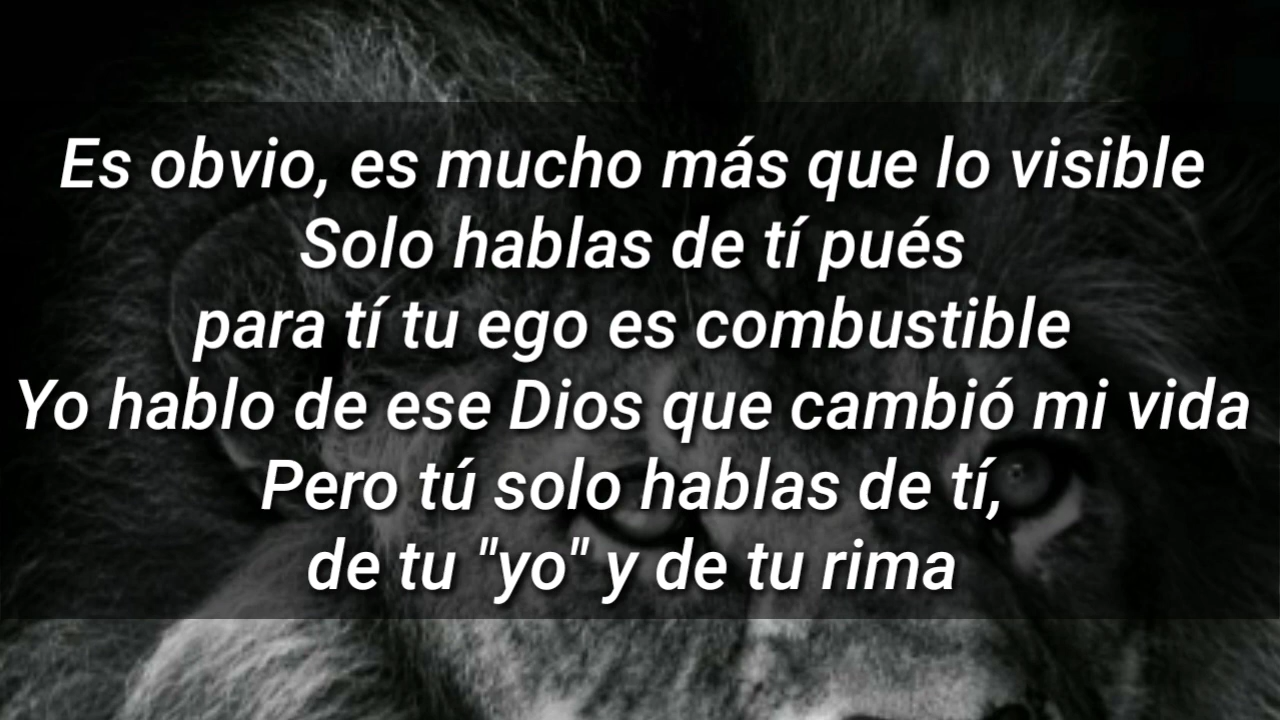 Es obvio, es mucho más que lo visible
Solo hablas de tí pués
para tí tu ego es combustible
Yo hablo de ese Dios que cambió mi vida
Pero tú solo hablas de tí,
de tu "yo" y de tu rima